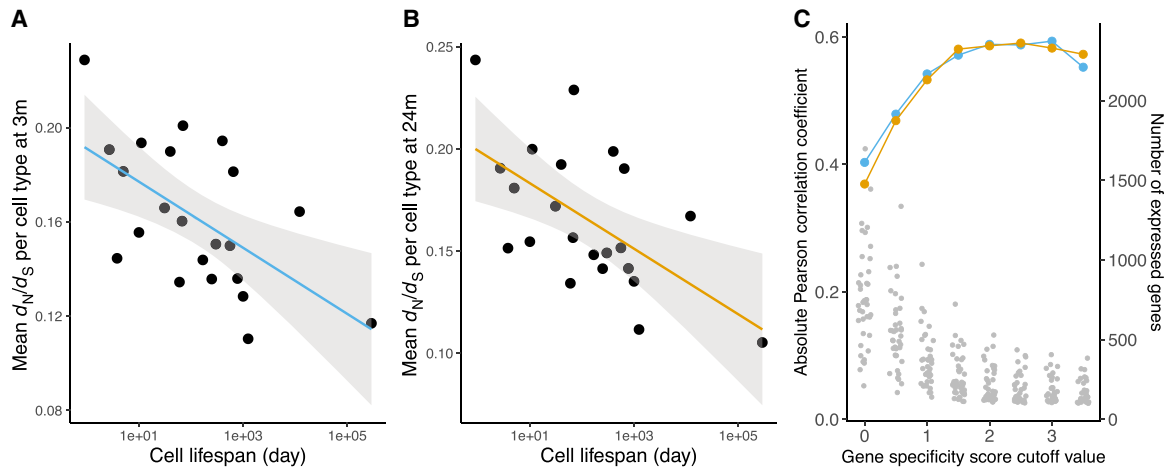 A
Mean dN/dS per cell type at 3m
0.20
0.16
0.12
0.08
1e+01
1e+03
1e+05
Cell lifespan (day)
B
Mean dN/dS per cell type at 24m
0.25
0.20
0.15
0.10
1e+01
1e+03
1e+05
Cell lifespan (day)
C
Absolute Pearson correlation coefficient
0.6
0.4
0.2
0.0
0
1
2
3
Gene specificity score cutoff value
2000
1500
1000
500
0
Number of expressed genes